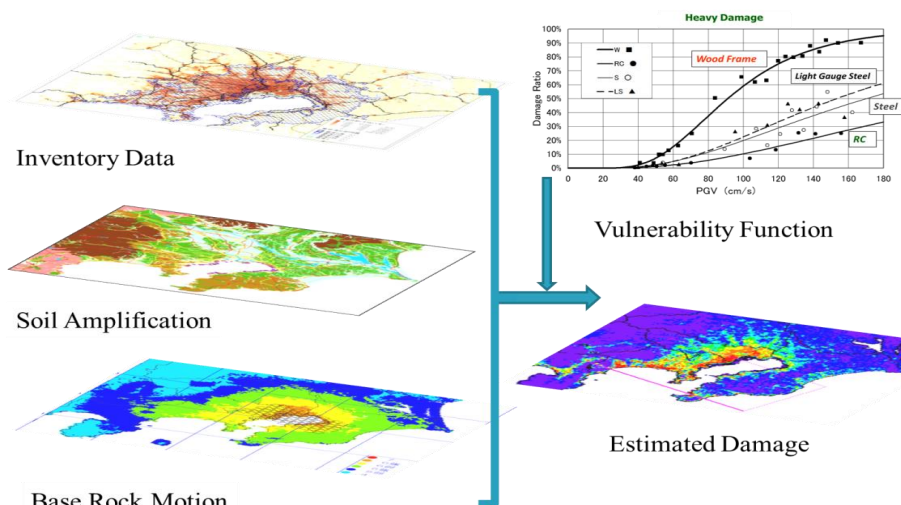 Inventory Data
Soil Amplification
Base Rock Motion
Heavy Damage
Damage Ratio
100%
90%
80%
70%
60%
50%
40%
30%
20%
10%
0%
W
RC
S
LS
Wood Frame
Light Gauge Steel
Steel
RC
0 20 40 60 80 100 120 140 160 180
PGV (cm/s)
Vulnerability Function
Estimated Damage